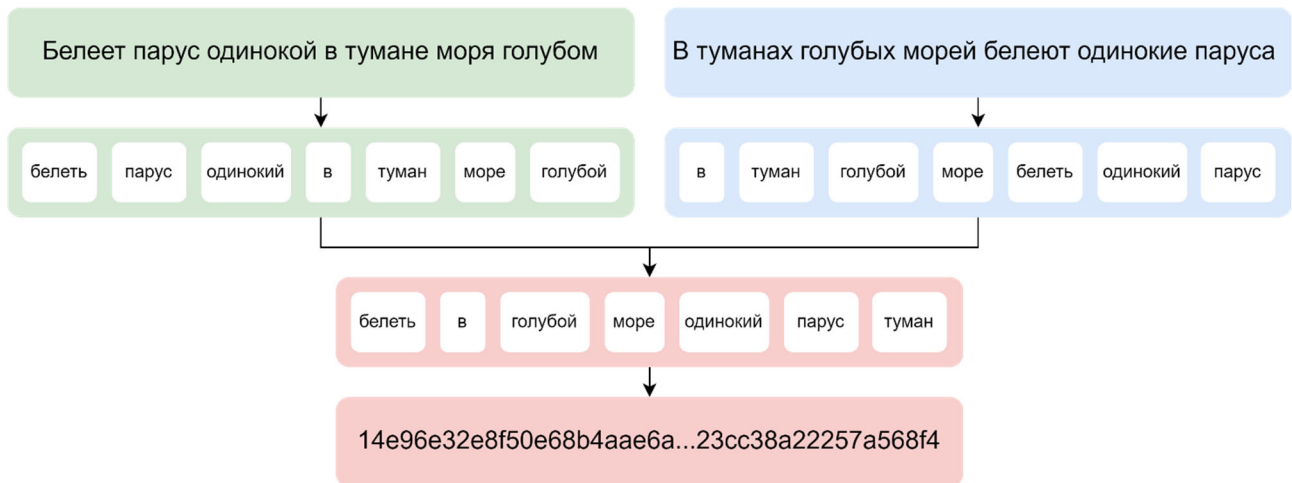 Белеет парус одинокой в тумане моря голубом
В туманах голубых морей белеют одинокие паруса
белеть парус одинокий в туман море голубой
в туман голубой море белеть одинокий парус
белеть в голубой море одинокий парус туман
14e96e32e8f50e68b4aae6a...23cc38a22257a568f4